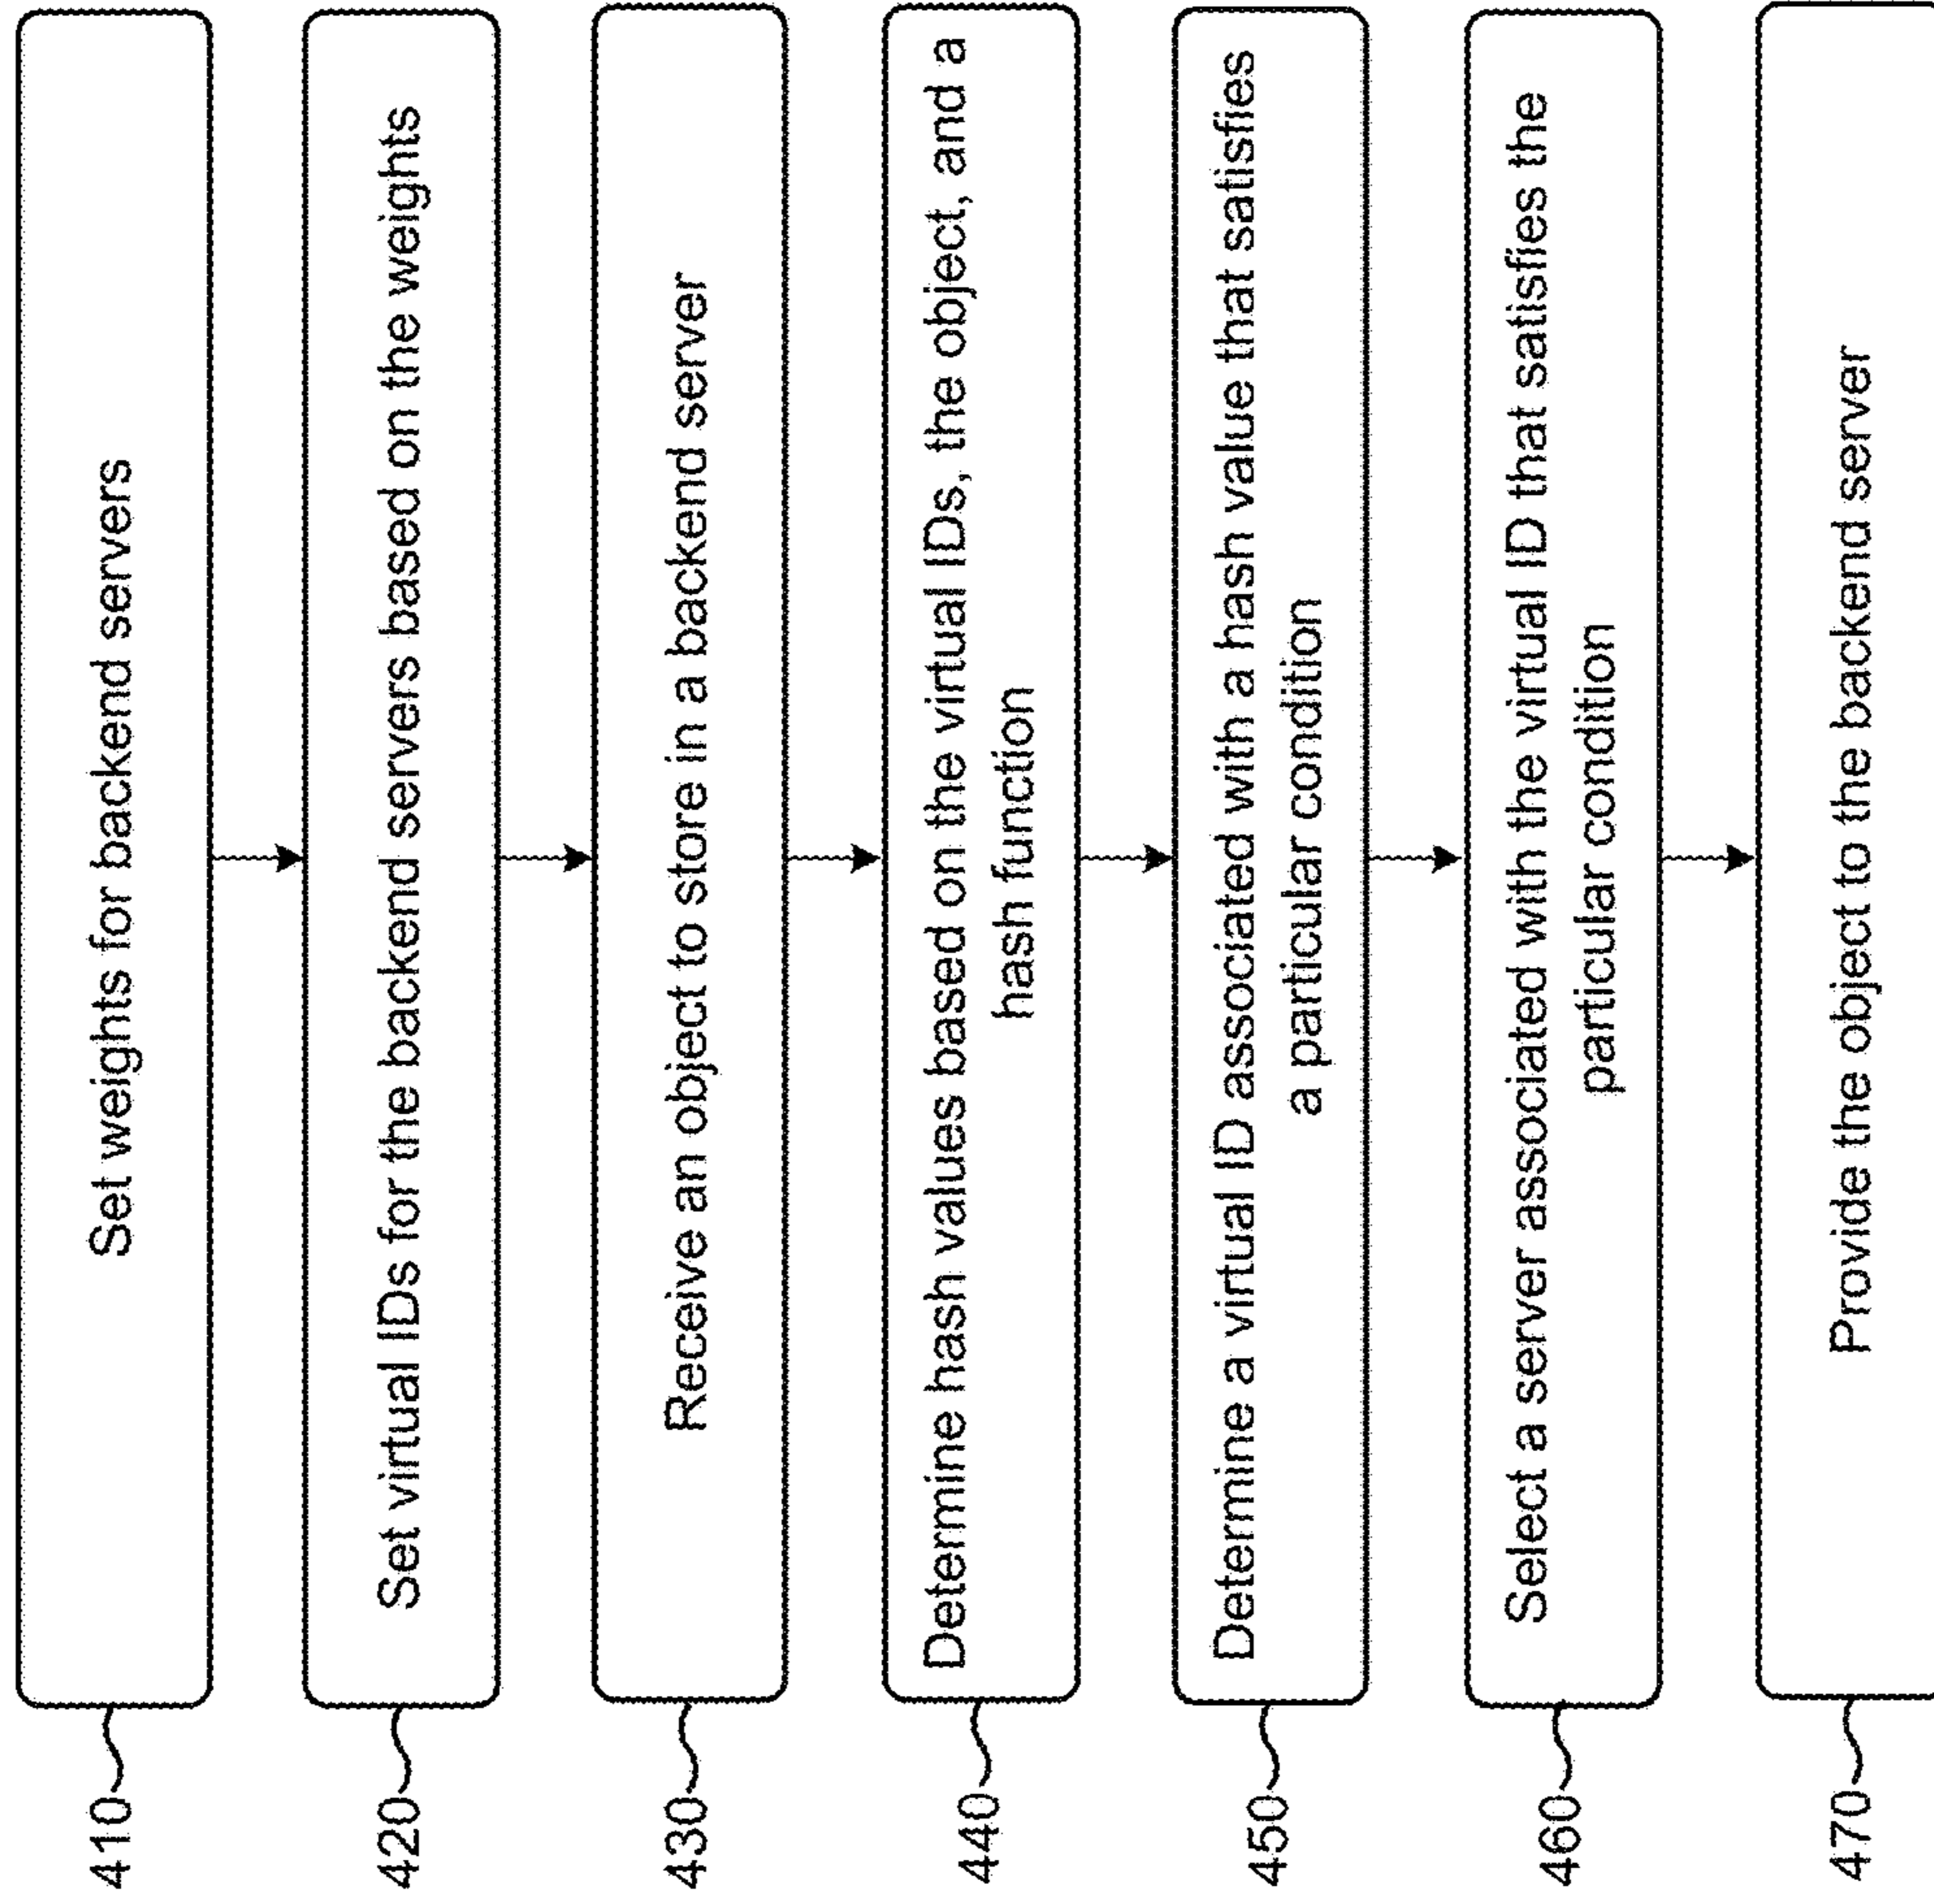 410
Set weights for backend servers
420
Set virtual IDs for the backend servers based on the weights
430
Receive an object to store in a backend server
440
Determine hash values based on the virtual IDs, the object, and a
hash function
450
Determine a virtual ID associated with a hash value that satisfies
a particular condition
460
Select a server associated with the virtual ID that satisfies the
particular condition
470
Provide the object to the backend server